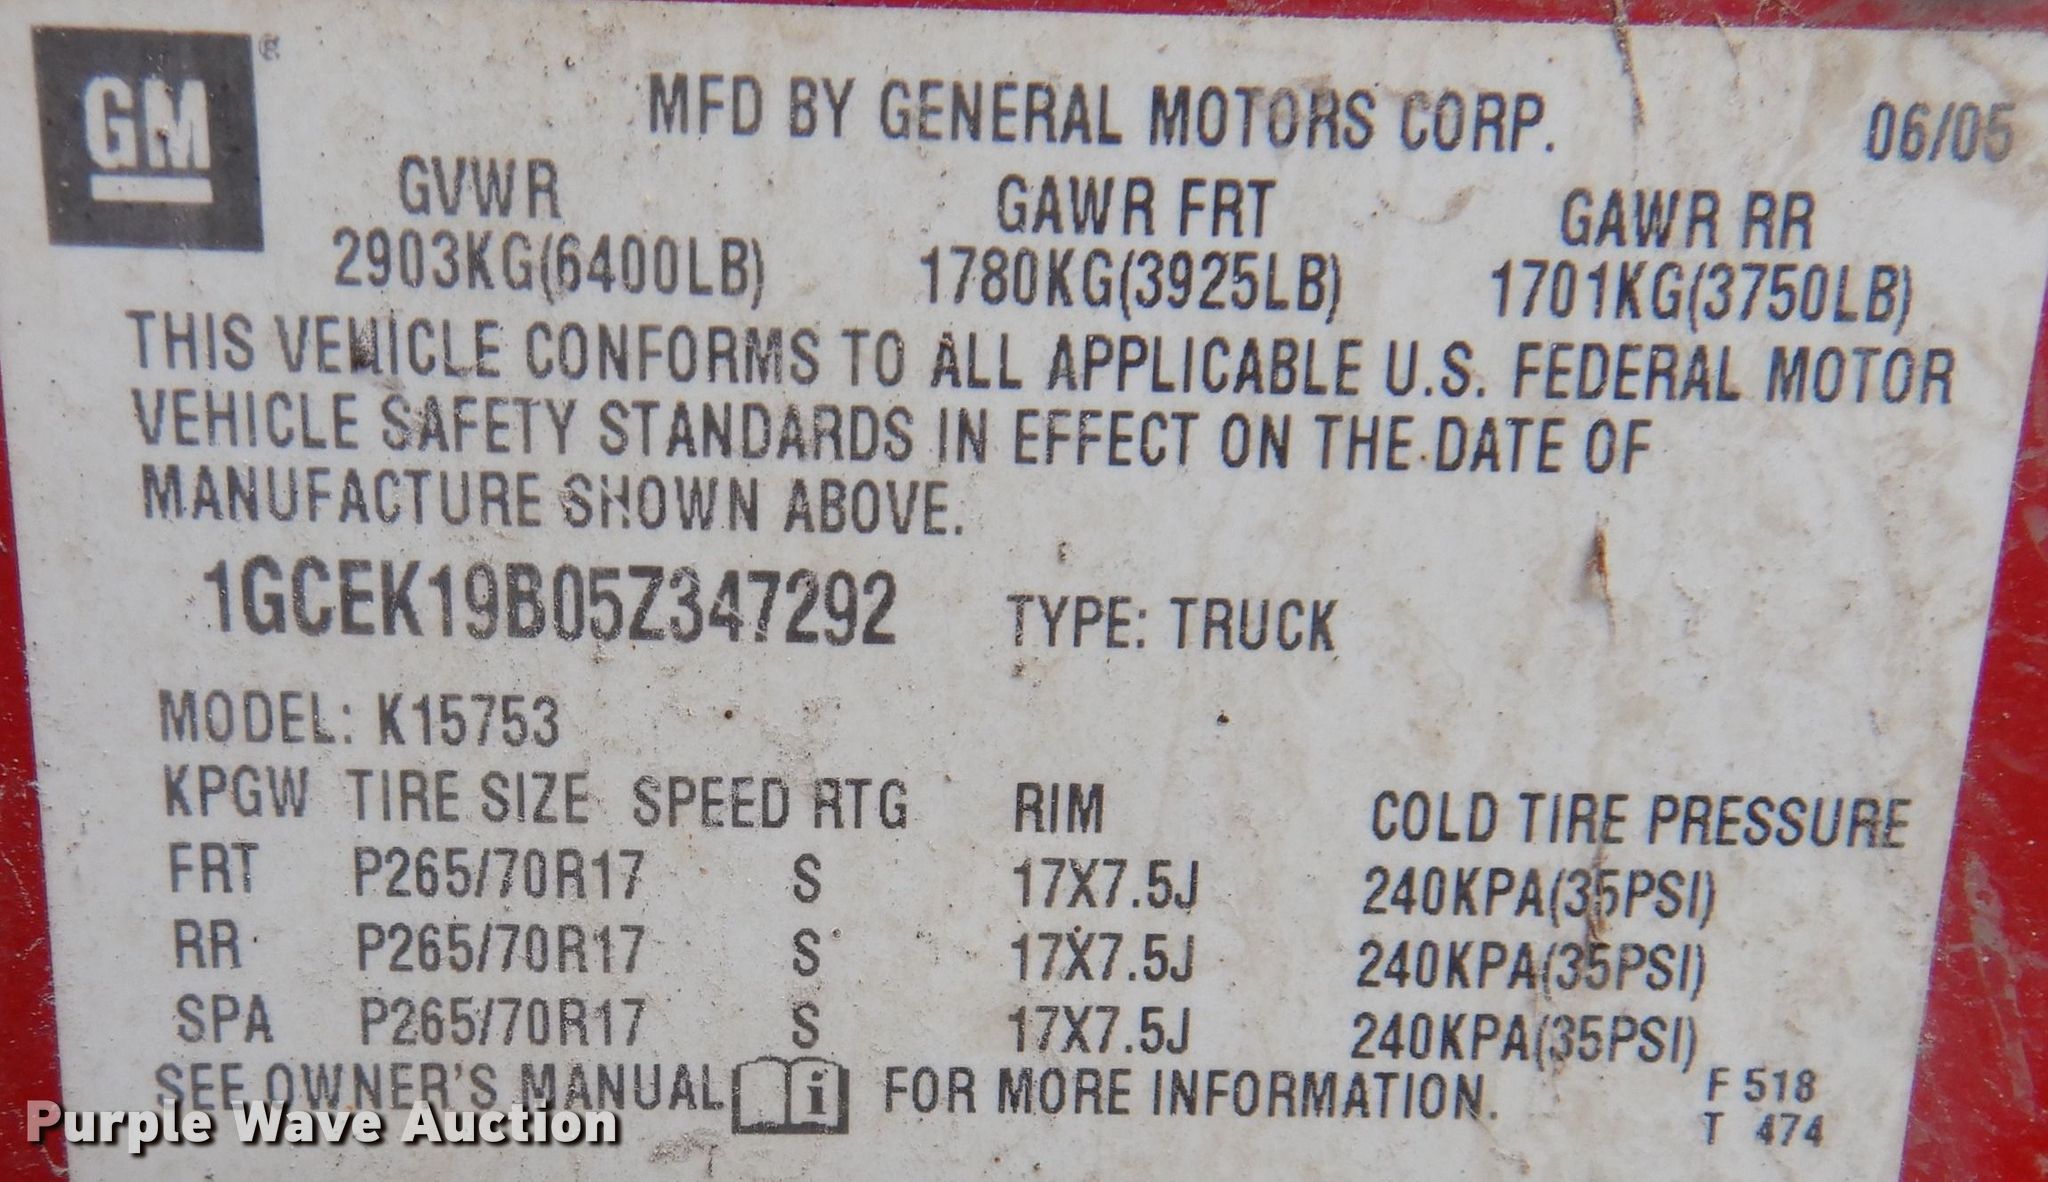 GM ®
MFD BY GENERAL MOTORS CORP. 06/05
GVWR GAWR FRT GAWR RR
2903KG(6400LB) 1780KG(3925LB) 1701KG(3750LB)
THIS VEHICLE CONFORMS TO ALL APPLICABLE U.S. FEDERAL MOTOR
VEHICLE SAFETY STANDARDS IN EFFECT ON THE DATE OF
MANUFACTURE SHOWN ABOVE.
1GCEK19B05Z347292 TYPE: TRUCK
MODEL: K15753
KPGW TIRE SIZE SPEED RTG RIM COLD TIRE PRESSURE
FRT P265/70R17 S 17X7.5J 240KPA(35PSI)
RR P265/70R17 S 17X7.5J 240KPA(35PSI)
SPA P265/70R17 S 17X7.5J 240KPA(35PSI)
SEE OWNER'S MANUAL i FOR MORE INFORMATION.
F 518
T 474
Purple Wave Auction